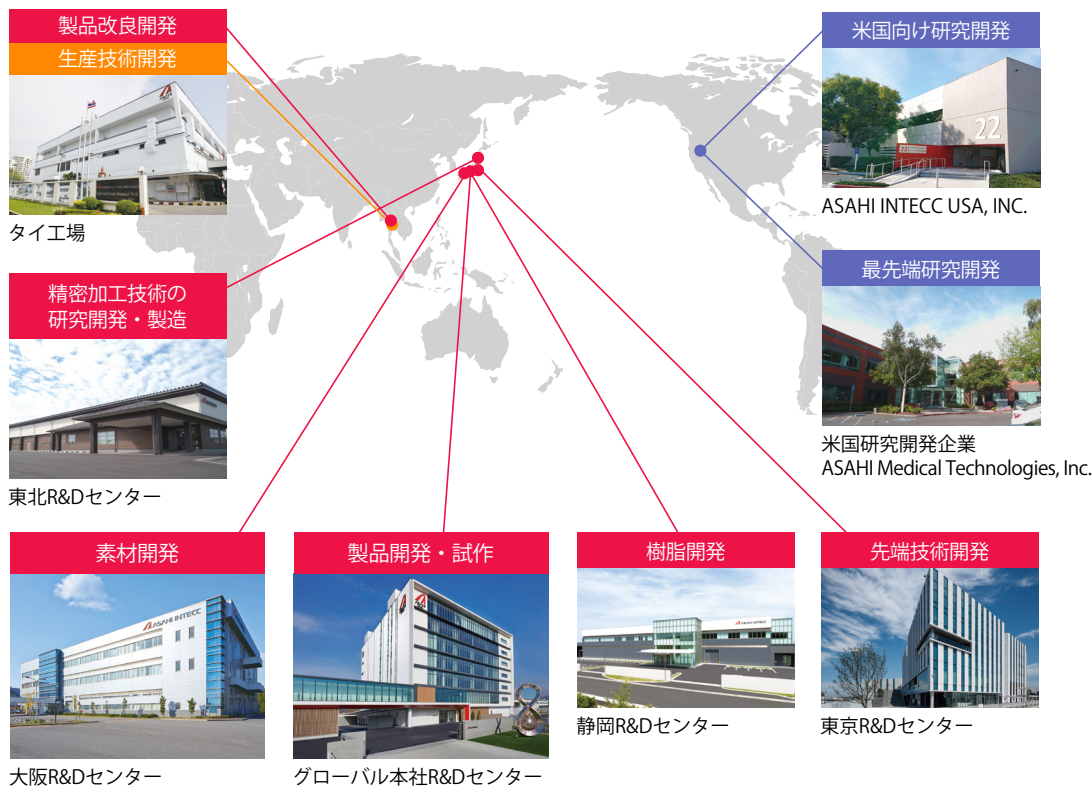 製品改良開発
生産技術開発
タイ工場
米国向け研究開発
22
22
ASAHI INTECC USA, INC.
精密加工技術の
研究開発・製造
東北R&Dセンター
最先端研究開発
米国研究開発企業
ASAHI Medical Technologies, Inc.
素材開発
ASAHI INTECC
大阪R&Dセンター
製品開発・試作
グローバル本社R&Dセンター
樹脂開発
ASAHI INTECC
静岡R&Dセンター
先端技術開発
東京R&Dセンター